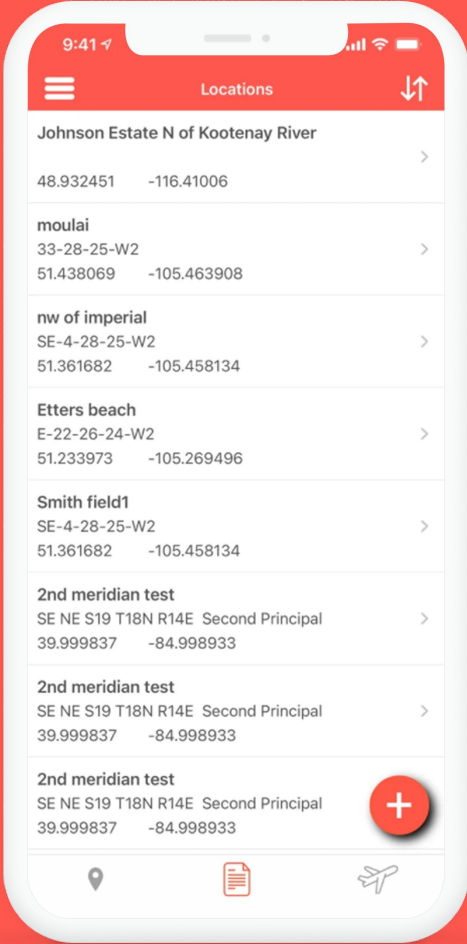 9:41
Locations
Johnson Estate N of Kootenay River
48.932451 -116.41006
moulai
33-28-25-W2
51.438069 -105.463908
nw of imperial
SE-4-28-25-W2
51.361682 -105.458134
Etters beach
E-22-26-24-W2
51.233973 -105.269496
Smith field1
SE-4-28-25-W2
51.361682 -105.458134
2nd meridian test
SE NE S19 T18N R14E Second Principal
39.999837 -84.998933
2nd meridian test
SE NE S19 T18N R14E Second Principal
39.999837 -84.998933
2nd meridian test
SE NE S19 T18N R14E Second Principal
39.999837 -84.998933